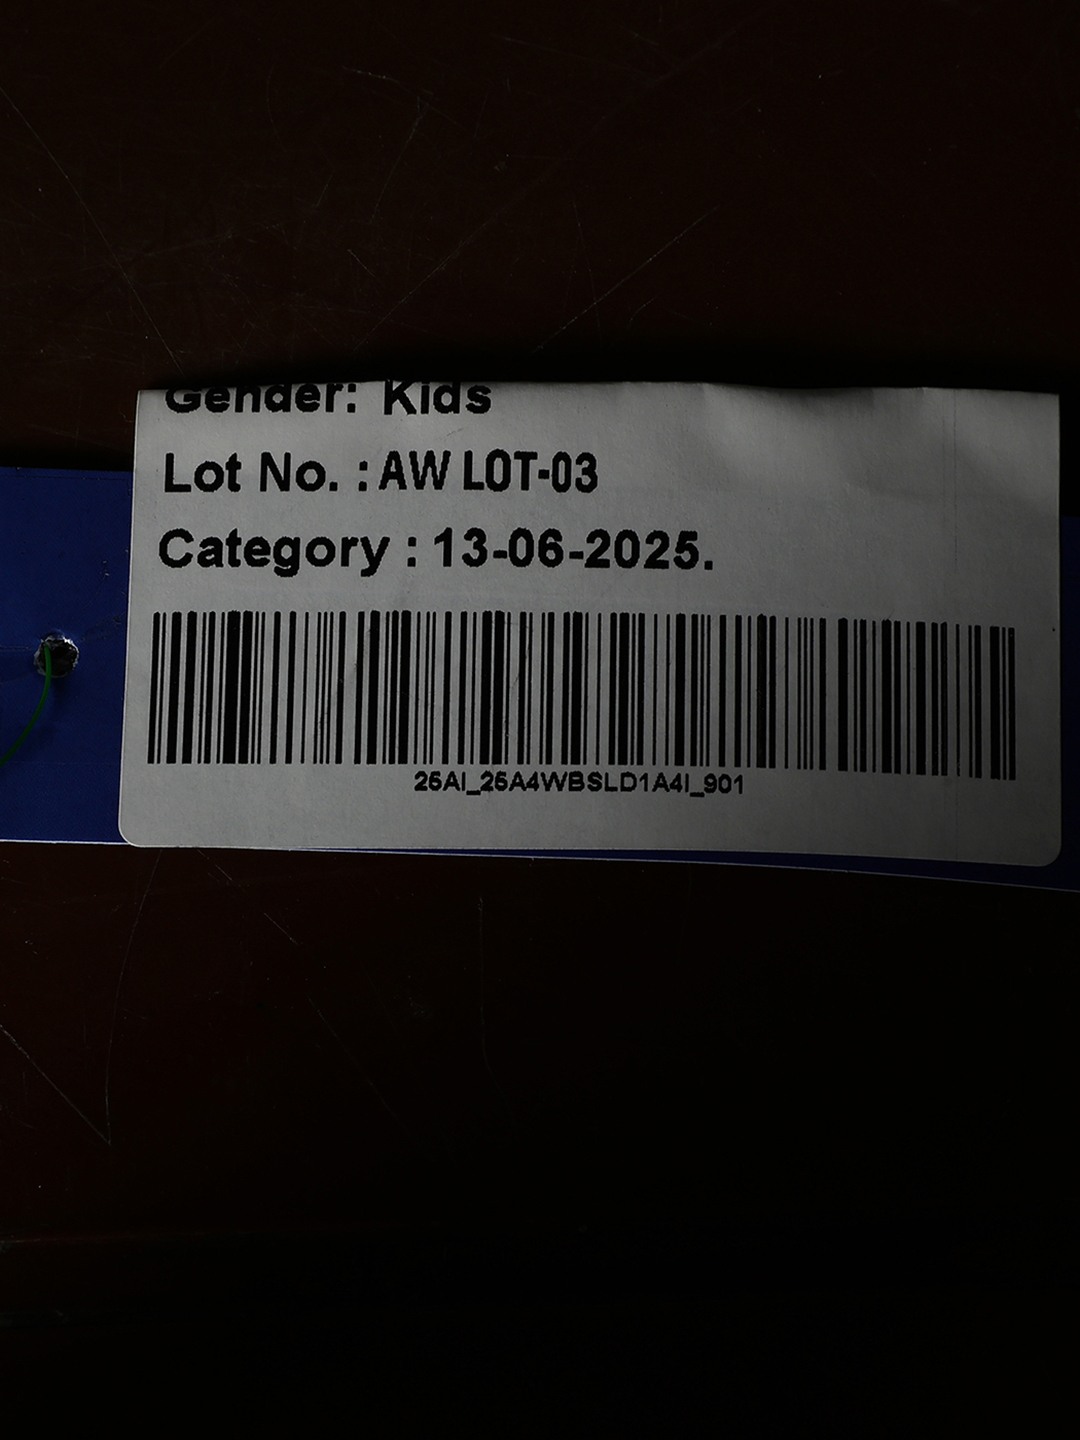 Gender: Kids
Lot No. : AW LOT-03
Category : 13-06-2025.
25AI_25A4WBSLD1A4I_901